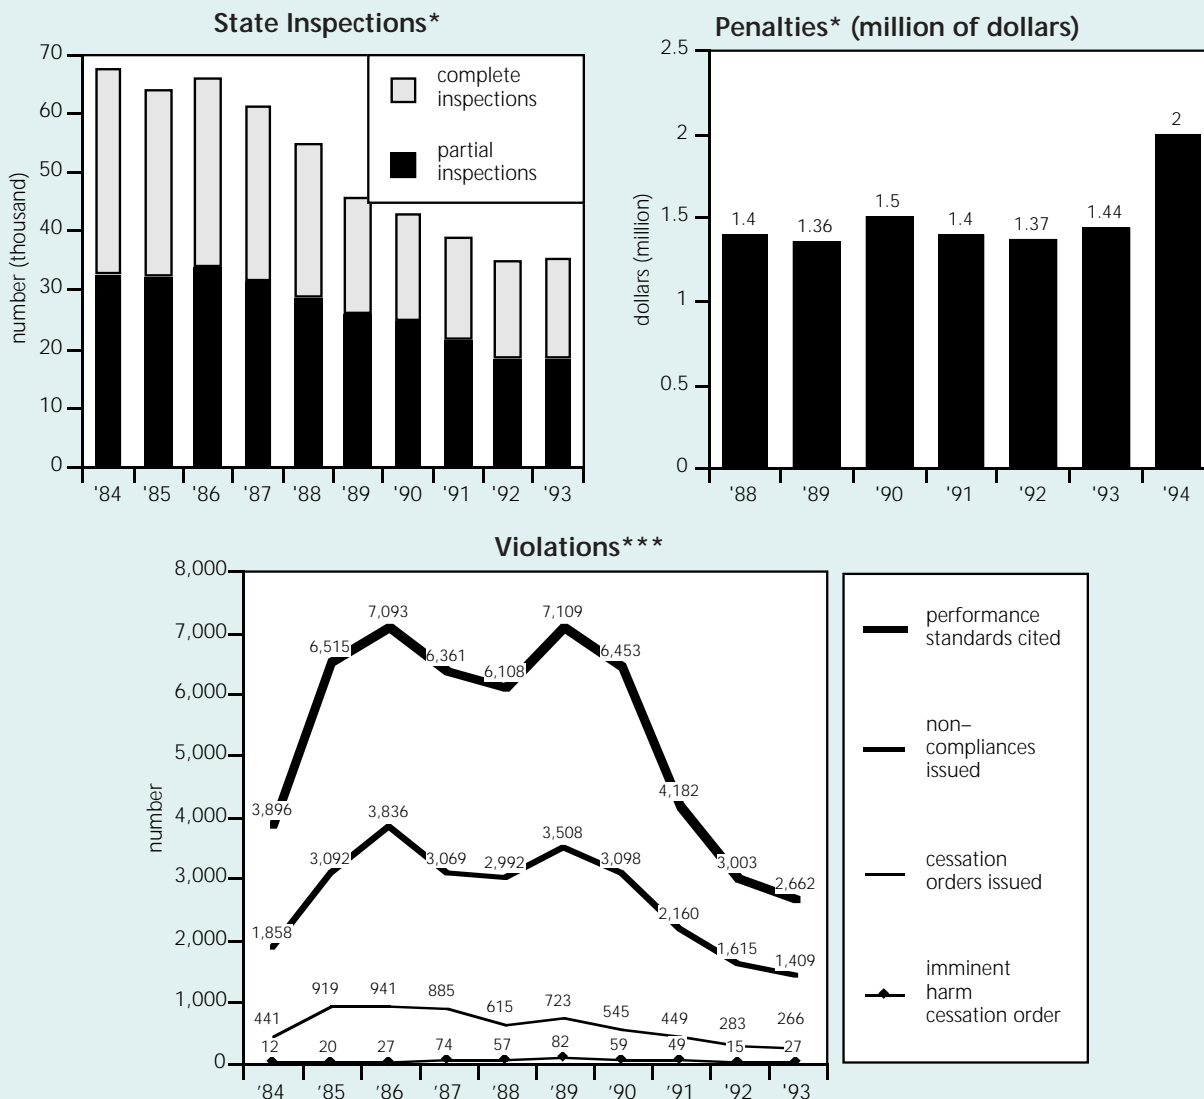 State Inspections*
70
60
50
40
30
20
10
0
number (thousand)
complete
inspections
partial
inspections
'84 '85 '86 '87 '88 '89 '90 '91 '92 '93
Penalties* (million of dollars)
2.5
2
1.5
1
0.5
0
dollars (million)
1.4 1.36 1.5 1.4 1.37 1.44 2
'88 '89 '90 '91 '92 '93 '94
Violations***
8,000
7,000
6,000
5,000
4,000
3,000
2,000
1,000
0
number
3,896 6,515 7,093 6,361 6,108 7,109 6,453 4,182 3,003 2,662
1,858 3,092 3,836 3,069 2,992 3,508 3,098 2,160 1,615 1,409
441 919 941 885 615 723 545 449 283 266
12 20 27 74 57 82 59 49 15 27
'84 '85 '86 '87 '88 '89 '90 '91 '92 '93
performance
standards cited
non–
compliances
issued
cessation
orders issued
imminent
harm
cessation order